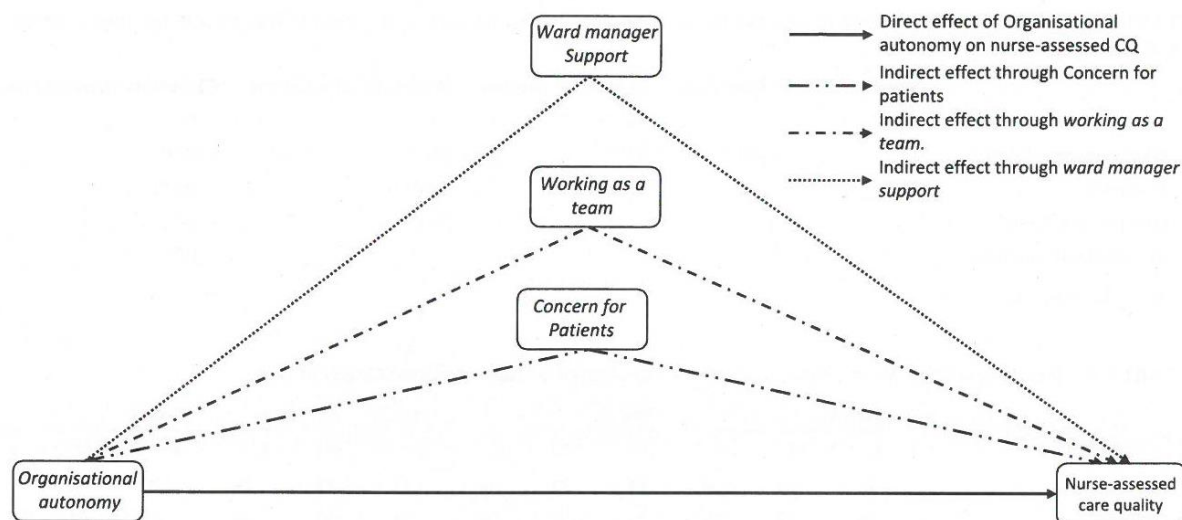 Ward manager
Support
Direct effect of Organisational
autonomy on nurse-assessed CQ
Indirect effect through Concern for
patients
Indirect effect through working as a
team.
Indirect effect through ward manager
support
Working as a
team
Concern for
Patients
Organisational
autonomy
Nurse-assessed
care quality